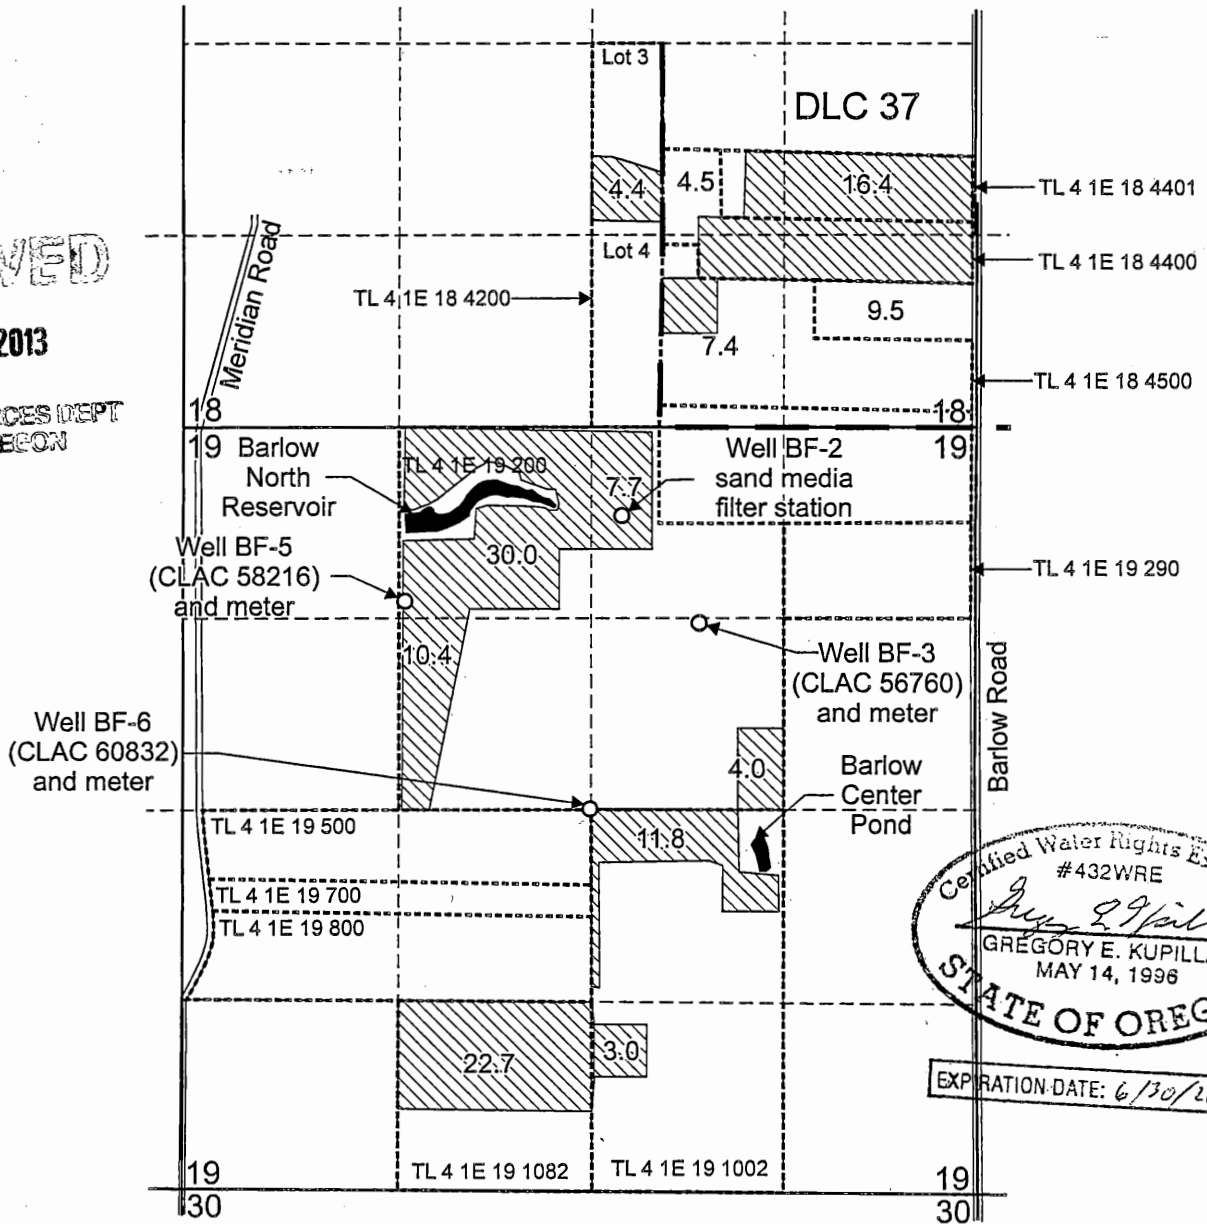 Lot 3
DLC 37
4.4
4.5
16.4
TL 4 1E 18 4401
Lot 4
TL 4 1E 18 4400
Meridian Road
TL 4 1E 18 4200
9.5
2013
7.4
TL 4 1E 18 4500
18
18
19
19
Barlow
North
Reservoir
TL 4 1E 19 200
7.7
Well BF-2
sand media
filter station
Well BF-5
(CLAC 58216)
and meter
30.0
TL 4 1E 19 290
10.4
Well BF-3
(CLAC 56760)
and meter
Barlow Road
Well BF-6
(CLAC 60832)
and meter
4.0
Barlow
Center
Pond
TL 4 1E 19 500
11.8
TL 4 1E 19 700
TL 4 1E 19 800
Certified Water Rights
#432WRE
GREGORY E.
MAY 14, 1996
STATE OF
22.7
3.0
EXPIRATION DATE: 6/30/
TL 4 1E 19 1082
TL 4 1E 19 1002
19
19
30
30